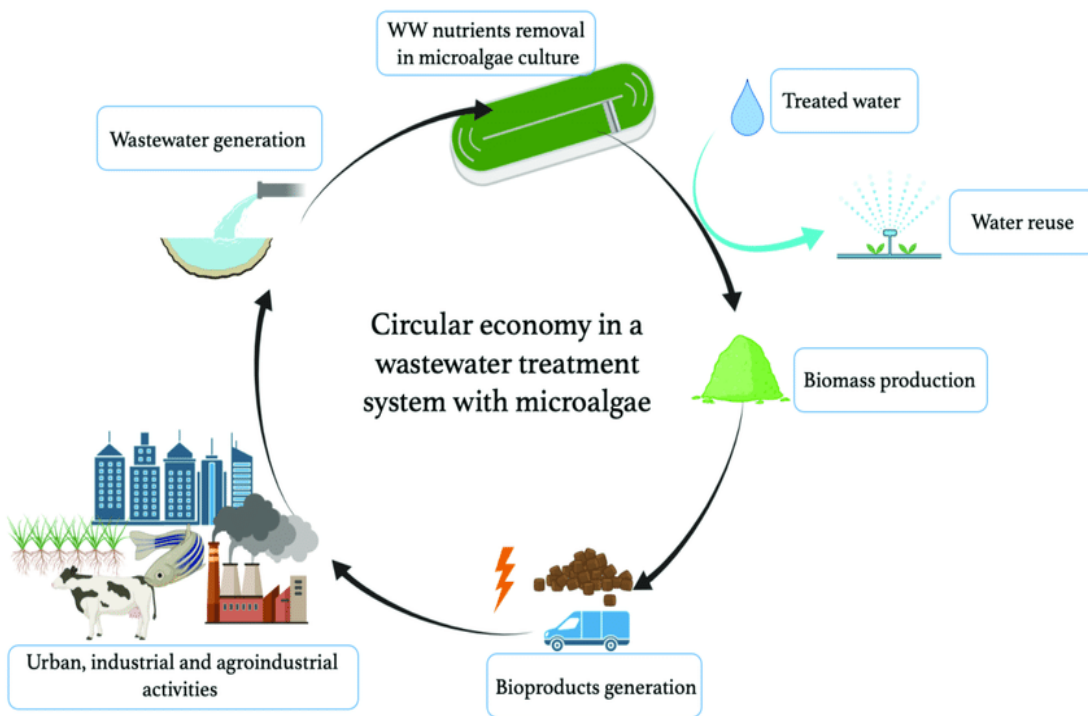 WW nutrients removal
in microalgae culture
Treated water
Wastewater generation
Water reuse
Circular economy in a
wastewater treatment
system with microalgae
Biomass production
Urban, industrial and agroindustrial
activities
Bioproducts generation